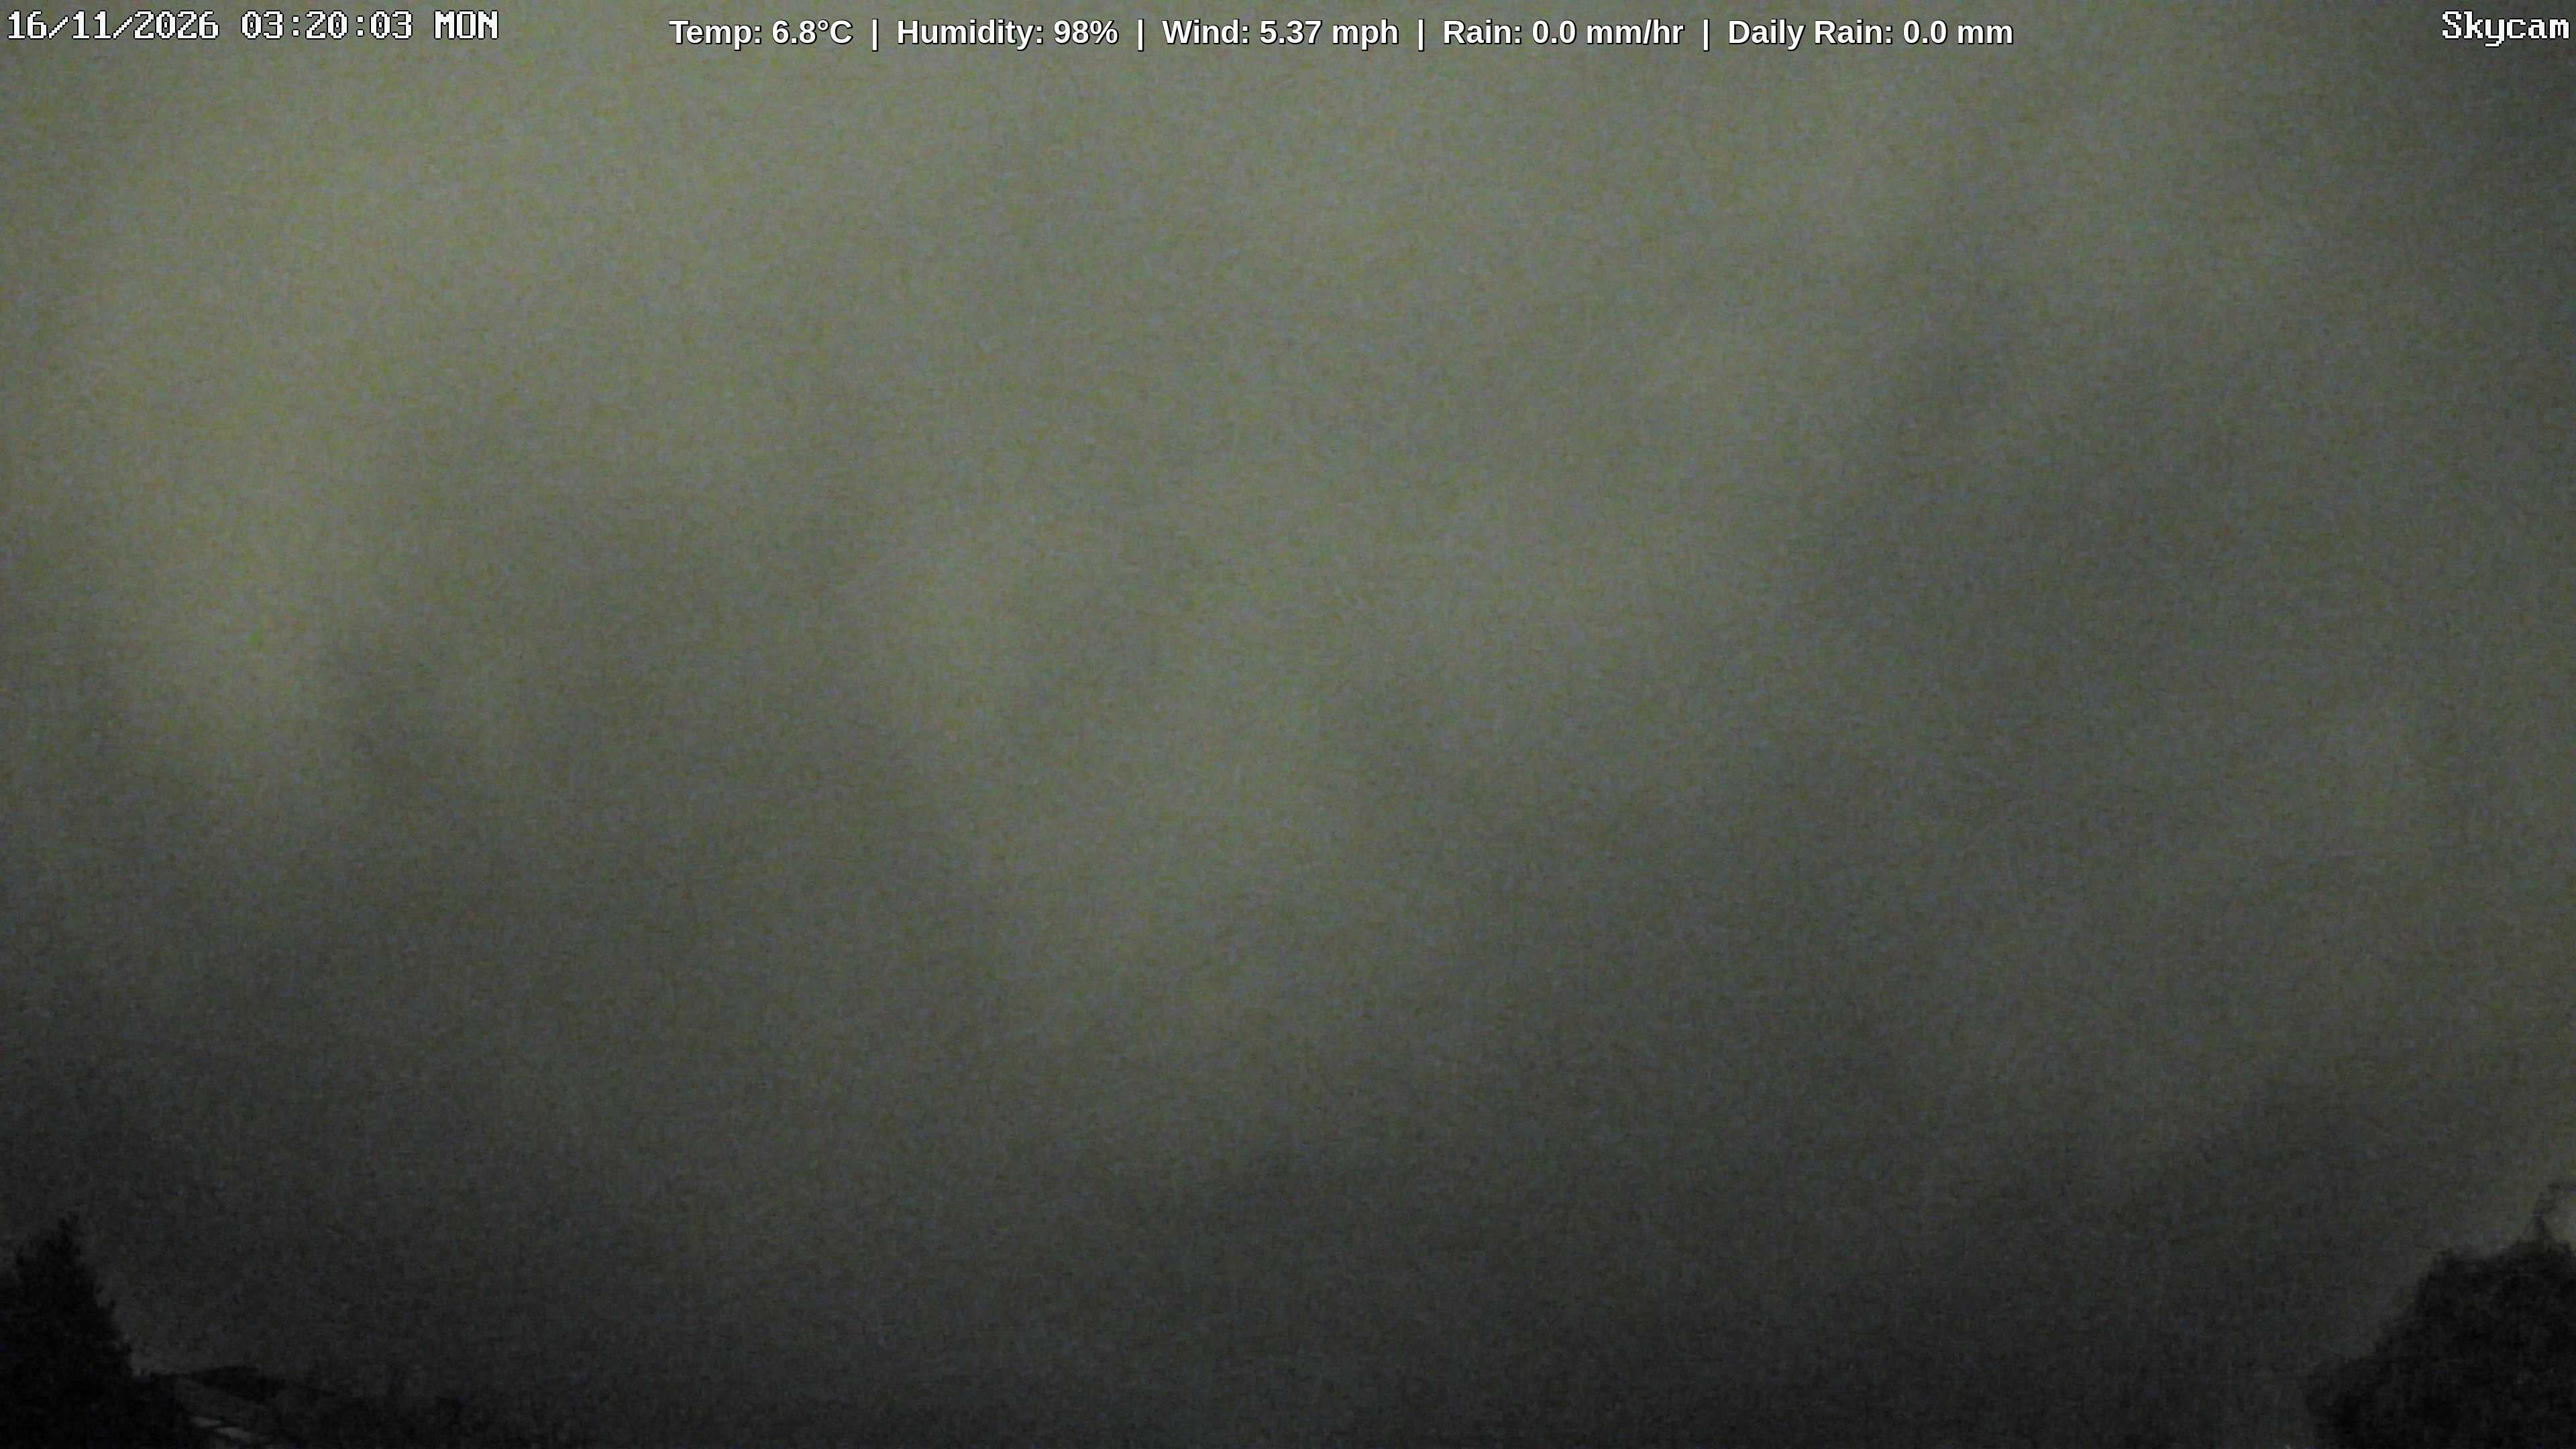 16/11/2026 03:20:03 MON
Temp: 6.8°C | Humidity: 98% | Wind: 5.37 mph | Rain: 0.0 mm/hr | Daily Rain: 0.0 mm
Skycam